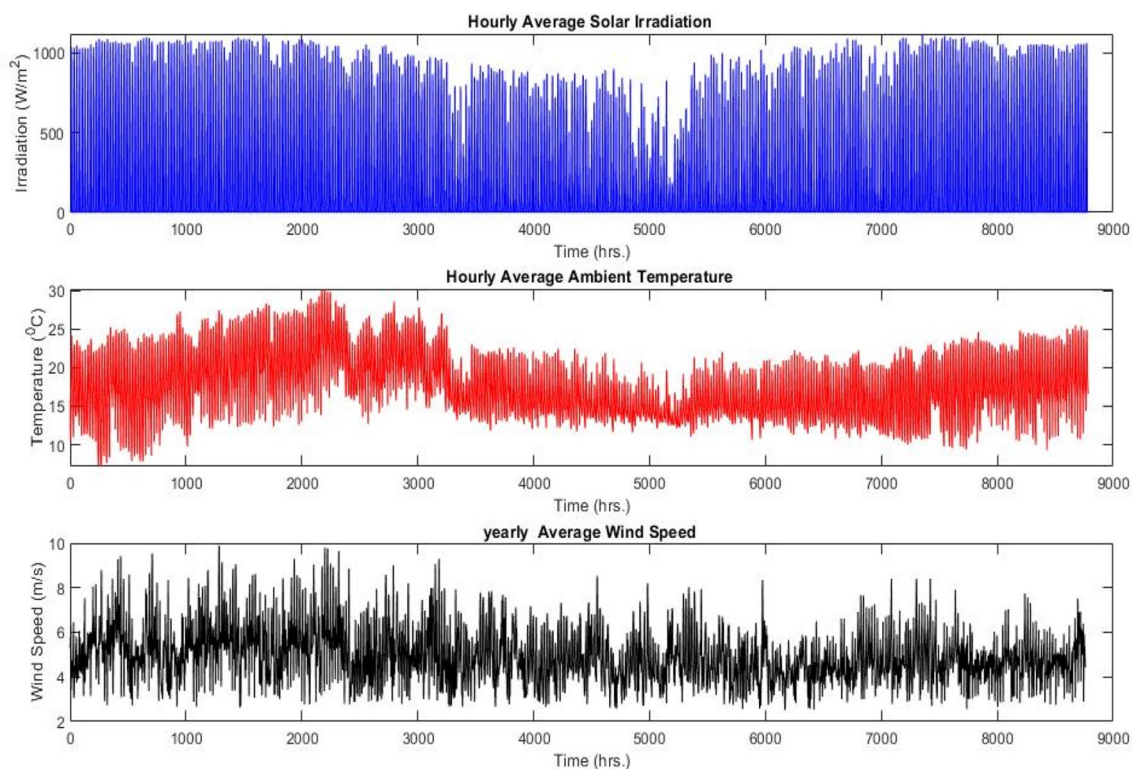 Hourly Average Solar Irradiation
1000
500
0
Irradiation (W/m2)
0 1000 2000 3000 4000 5000 6000 7000 8000 9000
Time (hrs.)
Hourly Average Ambient Temperature
30
25
20
15
10
Temperature (0C)
0 1000 2000 3000 4000 5000 6000 7000 8000 9000
Time (hrs.)
yearly Average Wind Speed
10
8
6
4
2
Wind Speed (m/s)
0 1000 2000 3000 4000 5000 6000 7000 8000 9000
Time (hrs.)